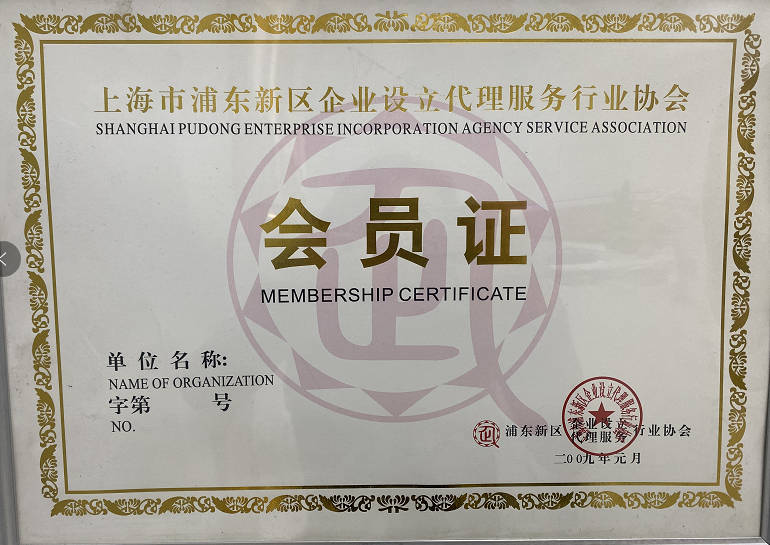 上海市浦东新区企业设立代理服务行业协会
SHANGHAI PUDONG ENTERPRISE INCORPORATION AGENCY SERVICE ASSOCIATION
会员证
MEMBERSHIP CERTIFICATE
单位名称:
NAME OF ORGANIZATION
字第 号
NO.
浦东新区 企业设立 行业协会
代理服务
二00九年元月